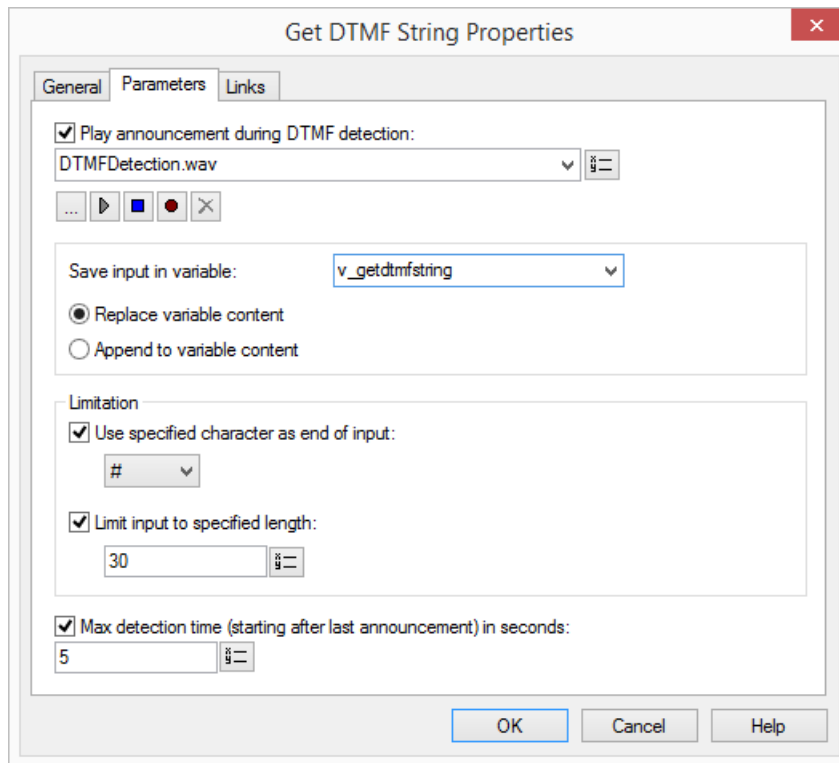 Get DTMF String Properties
General Parameters Links
Play announcement during DTMF detection:
DTMFDetection.wav
...
Save input in variable: v_getdtmfstring
Replace variable content
Append to variable content
Limitation
Use specified character as end of input:
#
Limit input to specified length:
30
Max detection time (starting after last announcement) in seconds:
5
OK Cancel Help